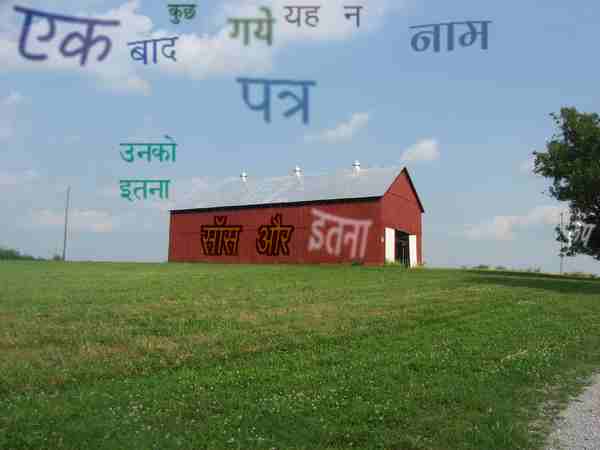 एक
बाद
कुछ
गये
यह न
नाम
पत्र
उनको
इतना
सॉस और
इतना